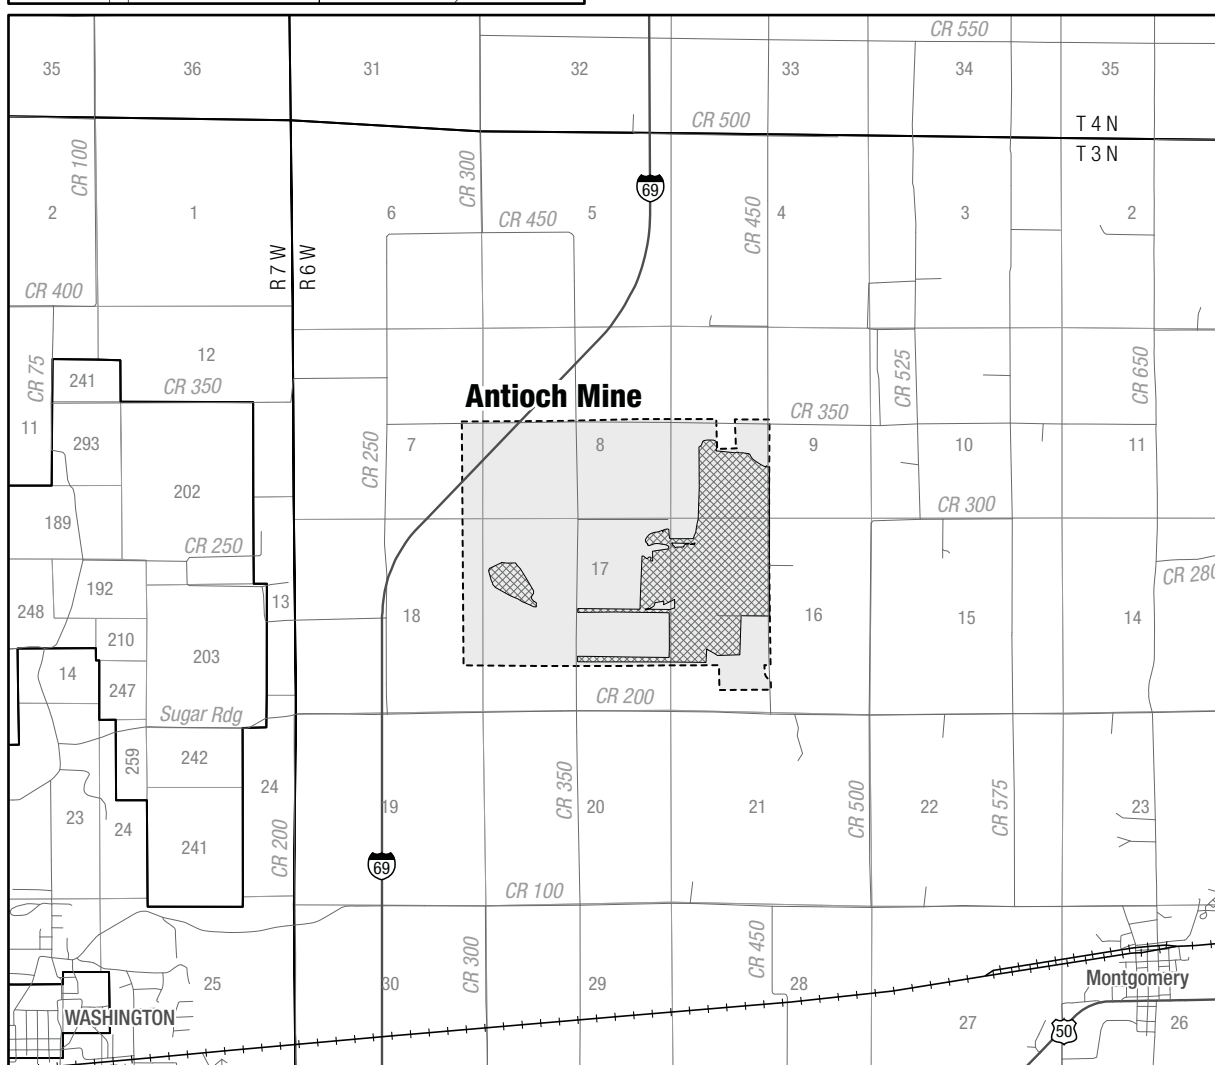 CR 550
35 36 31 32 33 34 35
CR 500
T 4 N
T 3 N
CR 100
CR 300
69
2 1 6 5 4 3 2
CR 450
CR 450
R 7 W
R 6 W
CR 400
12
CR 75
241
CR 350
CR 525
CR 650
Antioch Mine
CR 350
11
293
CR 250
7 8 9 10 11
202
CR 300
189
CR 250
17
CR 280
192
13
248
18 16 15 14
210
203
14
247
CR 200
Sugar Rdg
259
242
24
CR 350
CR 500
CR 575
19 20 21 22 23
23
24
241
CR 200
69
CR 100
CR 300
CR 450
25 30 29 28
Montgomery
WASHINGTON
27
50
26